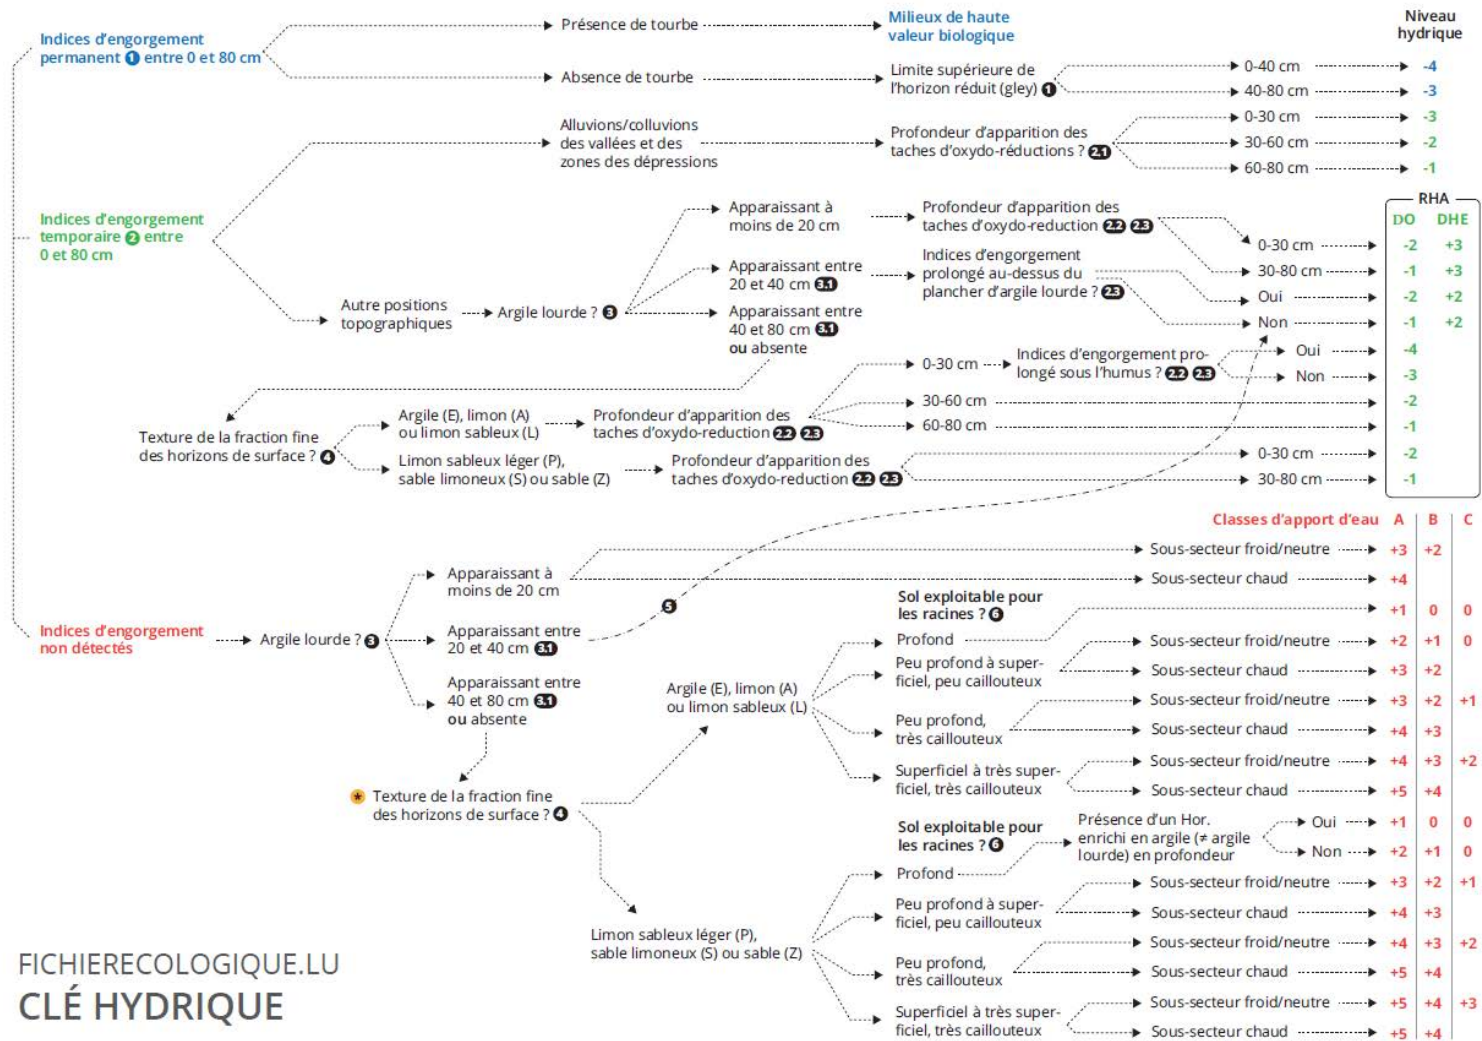 Indices d'engorgement
permanent 1 entre 0 et 80 cm
Présence de tourbe
Milieux de haute
valeur biologique
Niveau
hydrique
Absence de tourbe
Limite supérieure de
l'horizon réduit (gley) 1
0-40 cm
-4
40-80 cm
-3
Alluvions/colluvions
des vallées et des
zones des dépressions
Profondeur d'apparition des
taches d'oxydo-réductions ? 2.1
0-30 cm
-3
30-60 cm
-2
60-80 cm
-1
Indices d'engorgement
temporaire 2 entre
0 et 80 cm
RHA
DO DHE
Autre positions
topographiques
Argile lourde ? 3
Apparaissant à
moins de 20 cm
Profondeur d'apparition des
taches d'oxydo-reduction 2.2 2.3
0-30 cm
-2 +3
30-80 cm
-1 +3
Apparaissant entre
20 et 40 cm 3.1
Indices d'engorgement
prolongé au-dessus du
plancher d'argile lourde ? 2.3
Oui
-2 +2
Non
-1 +2
Apparaissant entre
40 et 80 cm 3.1
ou absente
Texture de la fraction fine
des horizons de surface ? 4
Argile (E), limon (A)
ou limon sableux (L)
Profondeur d'apparition des
taches d'oxydo-reduction 2.2 2.3
0-30 cm
Indices d'engorgement pro-
longé sous l'humus ? 2.2 2.3
Oui
-4
Non
-3
30-60 cm
-2
60-80 cm
-1
Limon sableux léger (P),
sable limoneux (S) ou sable (Z)
Profondeur d'apparition des
taches d'oxydo-reduction 2.2 2.3
0-30 cm
-2
30-80 cm
-1
Classes d'apport d'eau A B C
Indices d'engorgement
non détectés
Argile lourde ? 3
Apparaissant à
moins de 20 cm
Sous-secteur froid/neutre
+3 +2
Sous-secteur chaud
+4
Apparaissant entre
20 et 40 cm 3.1
5
Apparaissant entre
40 et 80 cm 3.1
ou absente
* Texture de la fraction fine
des horizons de surface ? 4
Argile (E), limon (A)
ou limon sableux (L)
Sol exploitable pour
les racines ? 6
Profond
+1 0 0
Peu profond à super-
ficiel, peu caillouteux
Sous-secteur froid/neutre
+2 +1 0
Sous-secteur chaud
+3 +2
Peu profond,
très caillouteux
Sous-secteur froid/neutre
+3 +2 +1
Sous-secteur chaud
+4 +3
Superficiel à très super-
ficiel, très caillouteux
Sous-secteur froid/neutre
+4 +3 +2
Sous-secteur chaud
+5 +4
Limon sableux léger (P),
sable limoneux (S) ou sable (Z)
Sol exploitable pour
les racines ? 6
Profond
Présence d'un Hor.
enrichi en argile (≠ argile
lourde) en profondeur
Oui
+1 0 0
Non
+2 +1 0
Peu profond à super-
ficiel, peu caillouteux
Sous-secteur froid/neutre
+3 +2 +1
Sous-secteur chaud
+4 +3
Peu profond,
très caillouteux
Sous-secteur froid/neutre
+4 +3 +2
Sous-secteur chaud
+5 +4
Superficiel à très super-
ficiel, très caillouteux
Sous-secteur froid/neutre
+5 +4 +3
Sous-secteur chaud
+5 +4
FICHIERECOLOGIQUE.LU
CLÉ HYDRIQUE